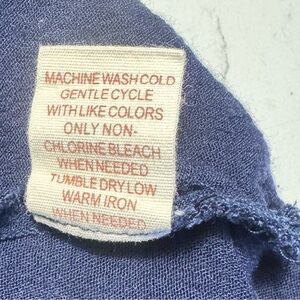 MACHINE WASH COLD
GENTLE CYCLE
WITH LIKE COLORS
ONLY NON-
CHLORINE BLEACH
WHEN NEEDED
TUMBLE DRY LOW
WARM IRON
WHEN NEEDED